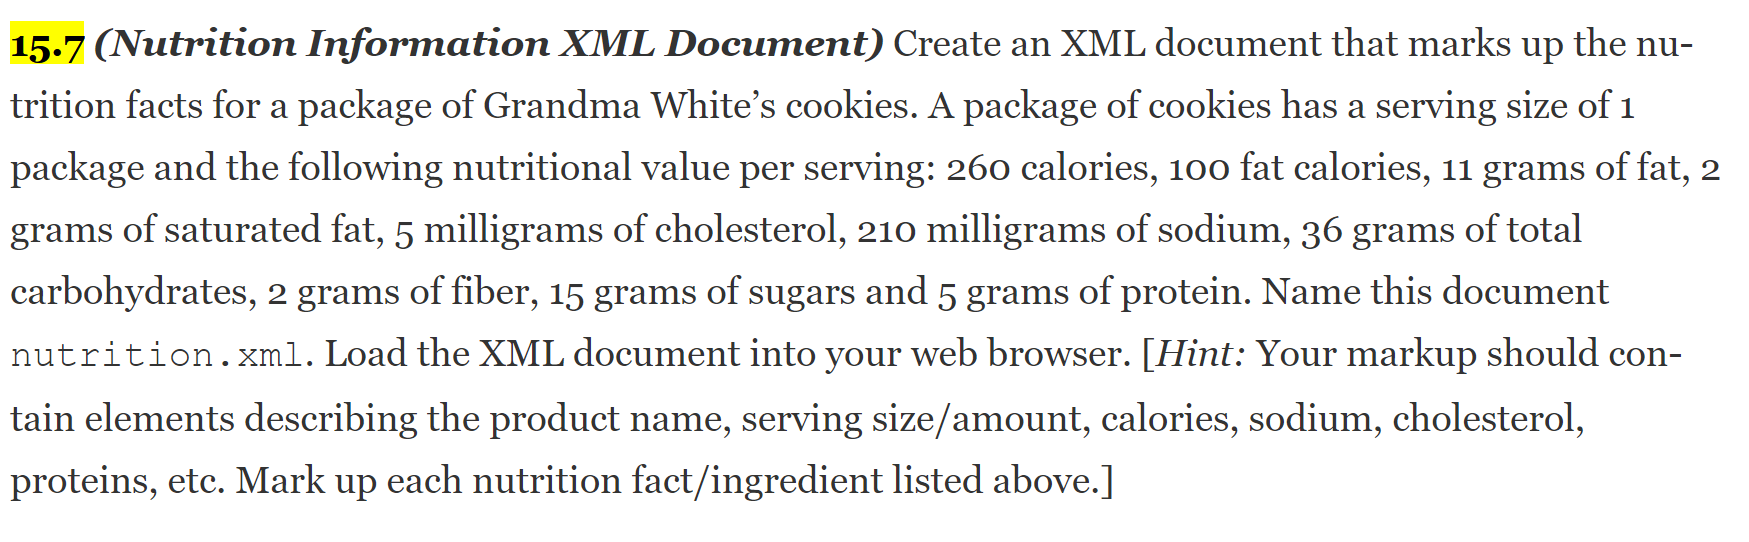 15.7 (Nutrition Information XML Document) Create an XML document that marks up the nu-
trition facts for a package of Grandma White’s cookies. A package of cookies has a serving size of 1
package and the following nutritional value per serving: 260 calories, 100 fat calories, 11 grams of fat, 2
grams of saturated fat, 5 milligrams of cholesterol, 210 milligrams of sodium, 36 grams of total
carbohydrates, 2 grams of fiber, 15 grams of sugars and 5 grams of protein. Name this document
nutrition.xml. Load the XML document into your web browser. [Hint: Your markup should con-
tain elements describing the product name, serving size/amount, calories, sodium, cholesterol,
proteins, etc. Mark up each nutrition fact/ingredient listed above.]